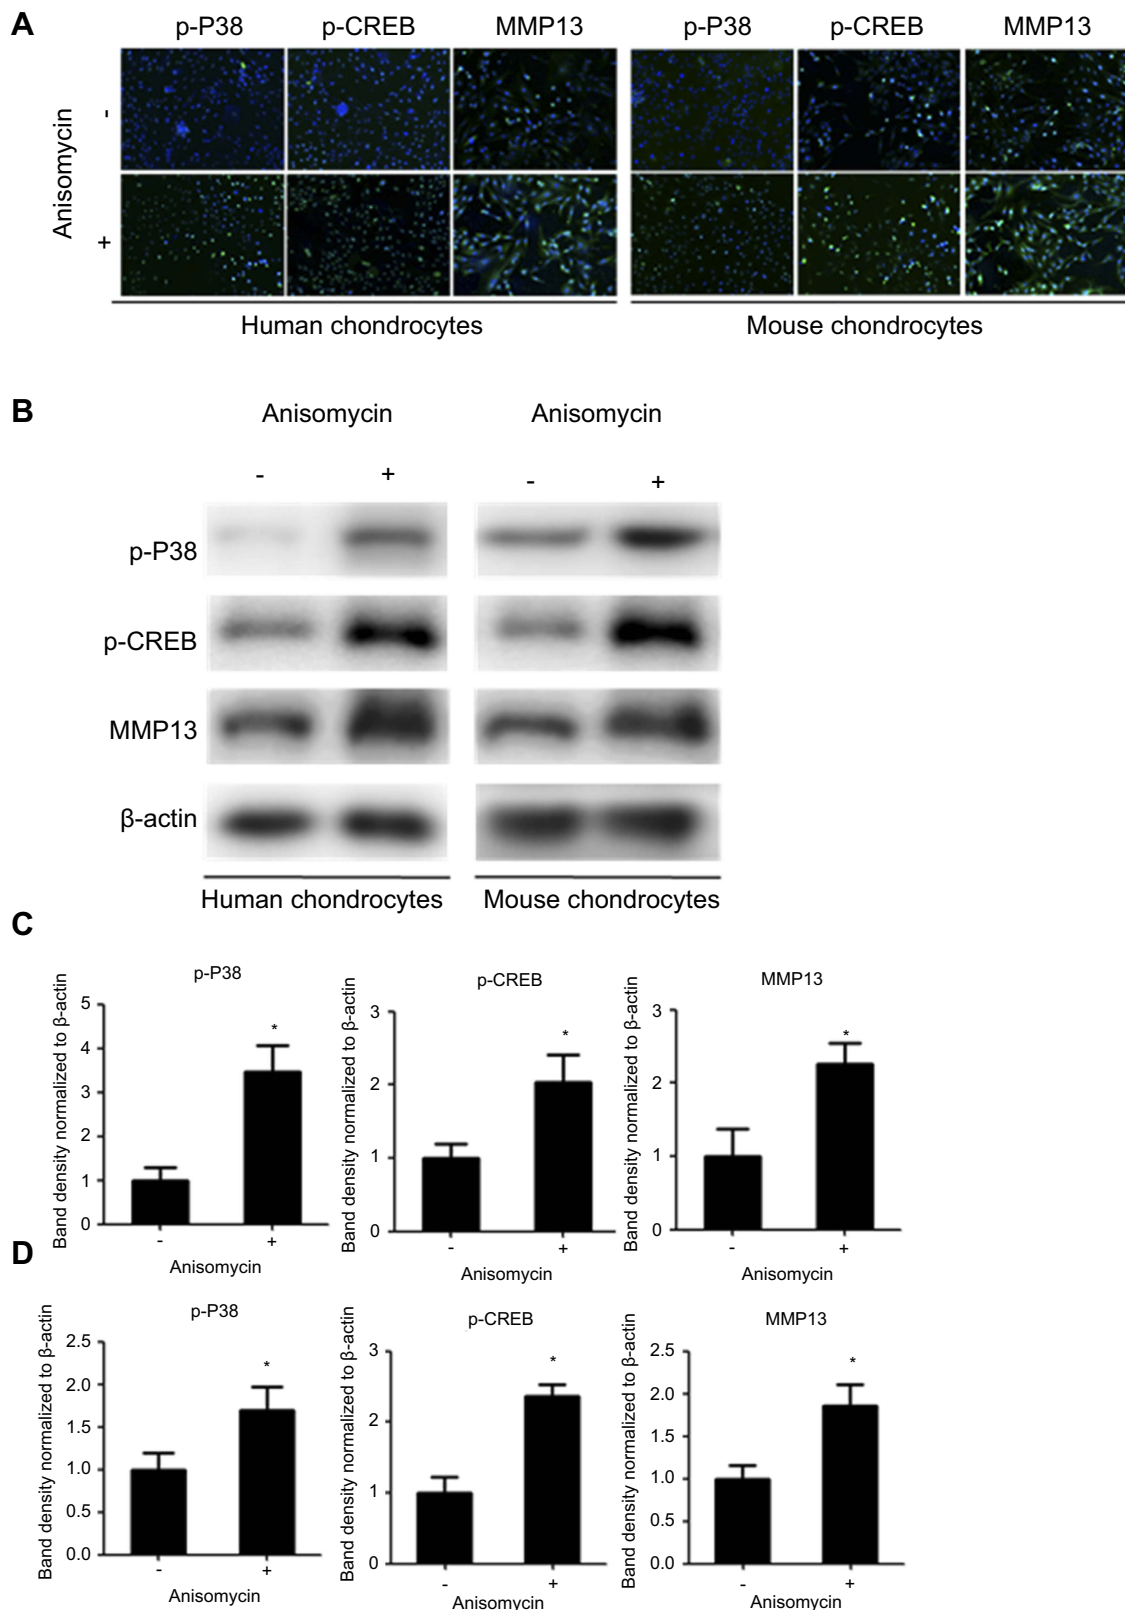 A
p-P38 p-CREB MMP13 p-P38 p-CREB MMP13
Anisomycin
-
+
Human chondrocytes Mouse chondrocytes
B
Anisomycin Anisomycin
- + - +
p-P38
p-CREB
MMP13
β-actin
Human chondrocytes Mouse chondrocytes
C
p-P38
Band density normalized to β-actin
5
4
3
2
1
0
*
- +
Anisomycin
p-CREB
Band density normalized to β-actin
3
2
1
0
*
- +
Anisomycin
MMP13
Band density normalized to β-actin
3
2
1
0
*
- +
Anisomycin
D
p-P38
Band density normalized to β-actin
2.5
2.0
1.5
1.0
0.5
0.0
*
- +
Anisomycin
p-CREB
Band density normalized to β-actin
3
2
1
0
*
- +
Anisomycin
MMP13
Band density normalized to β-actin
2.5
2.0
1.5
1.0
0.5
0.0
*
- +
Anisomycin